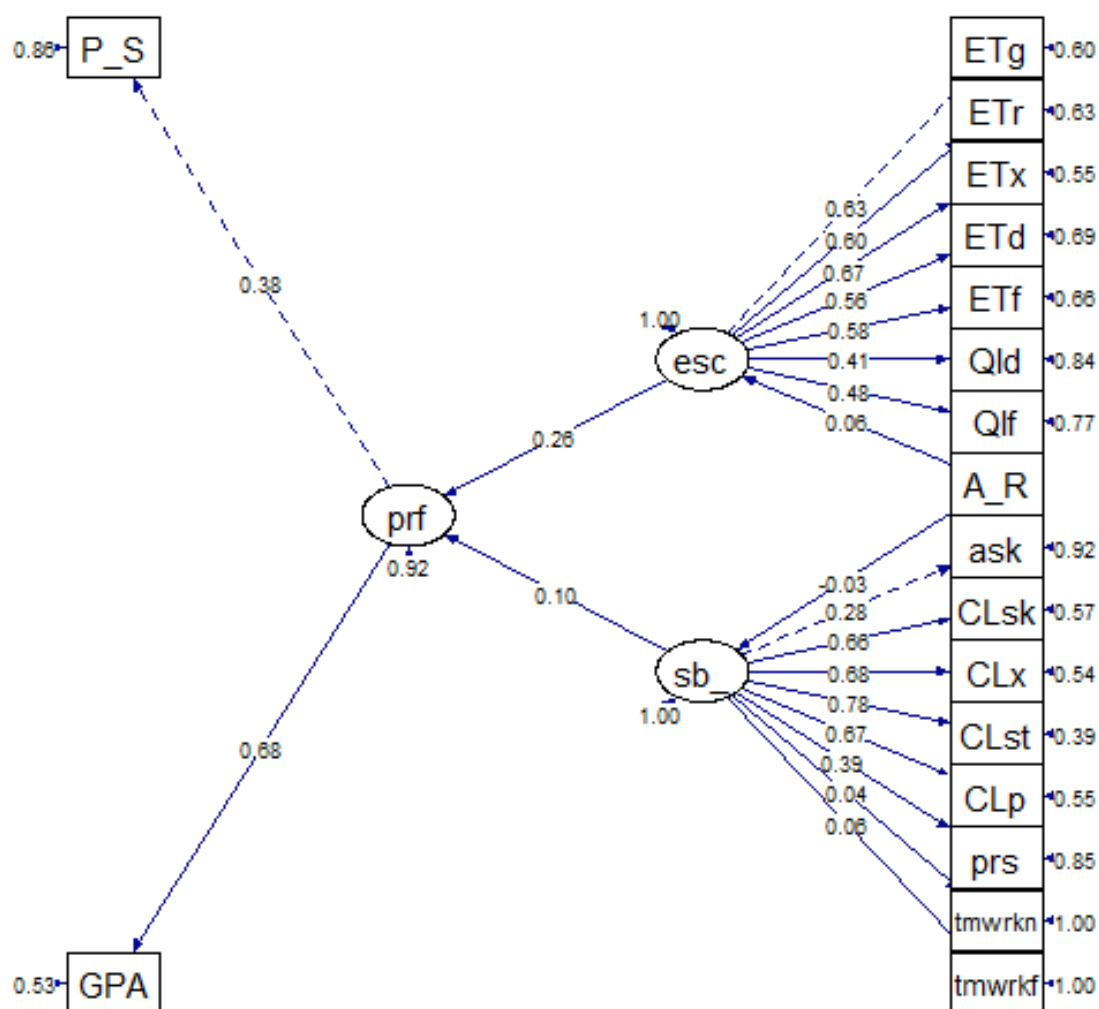 P_S
0.86
ETg
0.60
ETr
0.63
ETx
0.55
ETd
0.69
ETf
0.66
Qld
0.84
Qlf
0.77
A_R
ask
0.92
CLsk
0.57
CLx
0.54
CLst
0.39
CLp
0.55
prs
0.85
tmwrkn
1.00
tmwrkf
1.00
0.63
0.60
0.67
0.56
0.58
0.41
0.48
0.06
-0.03
0.28
0.66
0.68
0.78
0.67
0.39
0.04
0.06
1.00
esc
sb_
1.00
0.26
0.10
prf
0.92
0.38
0.68
0.53
GPA